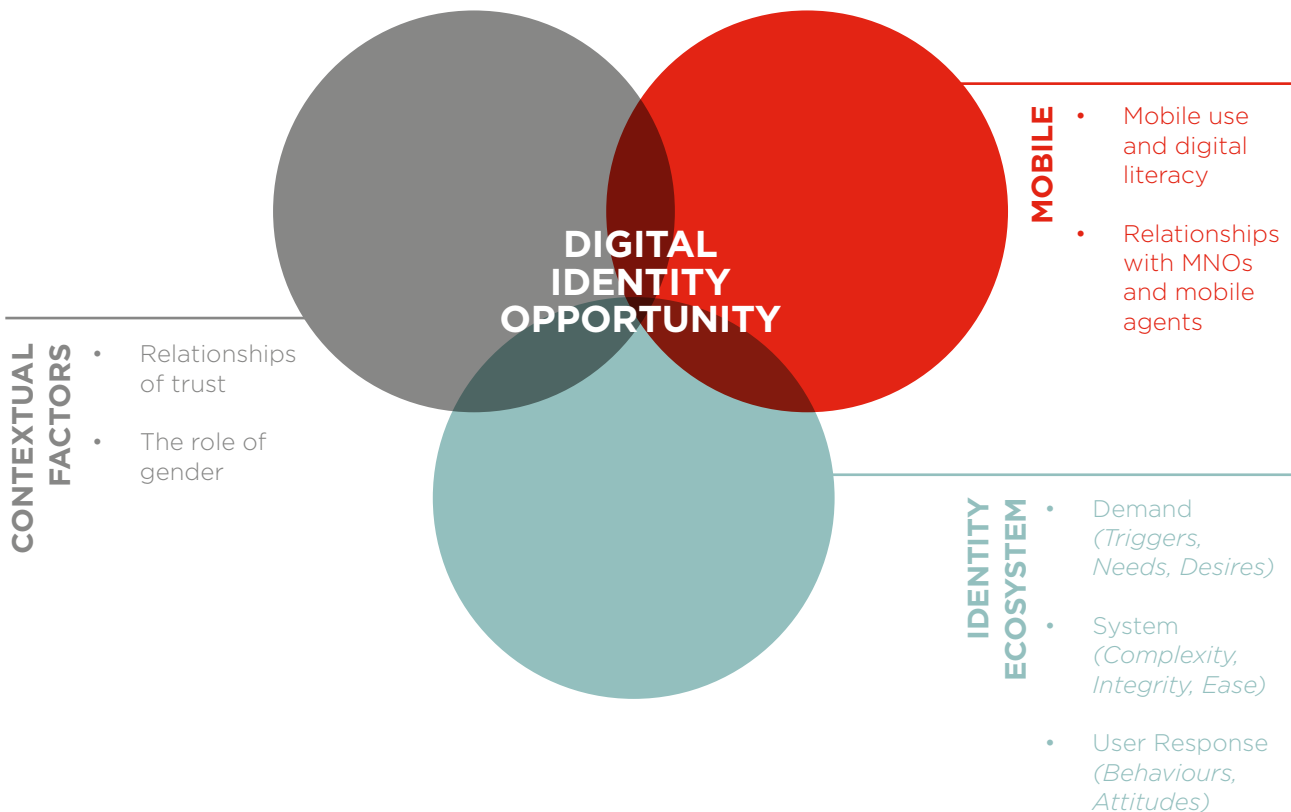 DIGITAL
IDENTITY
OPPORTUNITY
MOBILE
• Mobile use
and digital
literacy
• Relationships
with MNOs
and mobile
agents
CONTEXTUAL
FACTORS
• Relationships
of trust
• The role of
gender
IDENTITY
ECOSYSTEM
• Demand
(Triggers,
Needs, Desires)
• System
(Complexity,
Integrity, Ease)
• User Response
(Behaviours,
Attitudes)